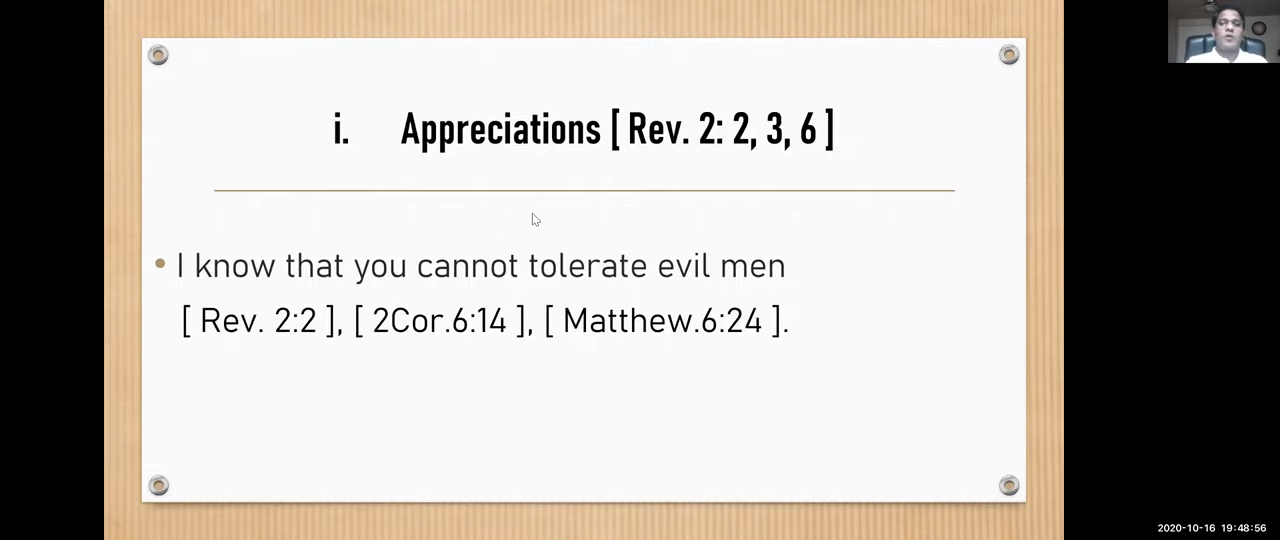 i. Appreciations [ Rev. 2: 2, 3, 6 ]
• I know that you cannot tolerate evil men
[ Rev. 2:2 ], [ 2Cor.6:14 ], [ Matthew.6:24 ].
2020-10-16 19:48:56